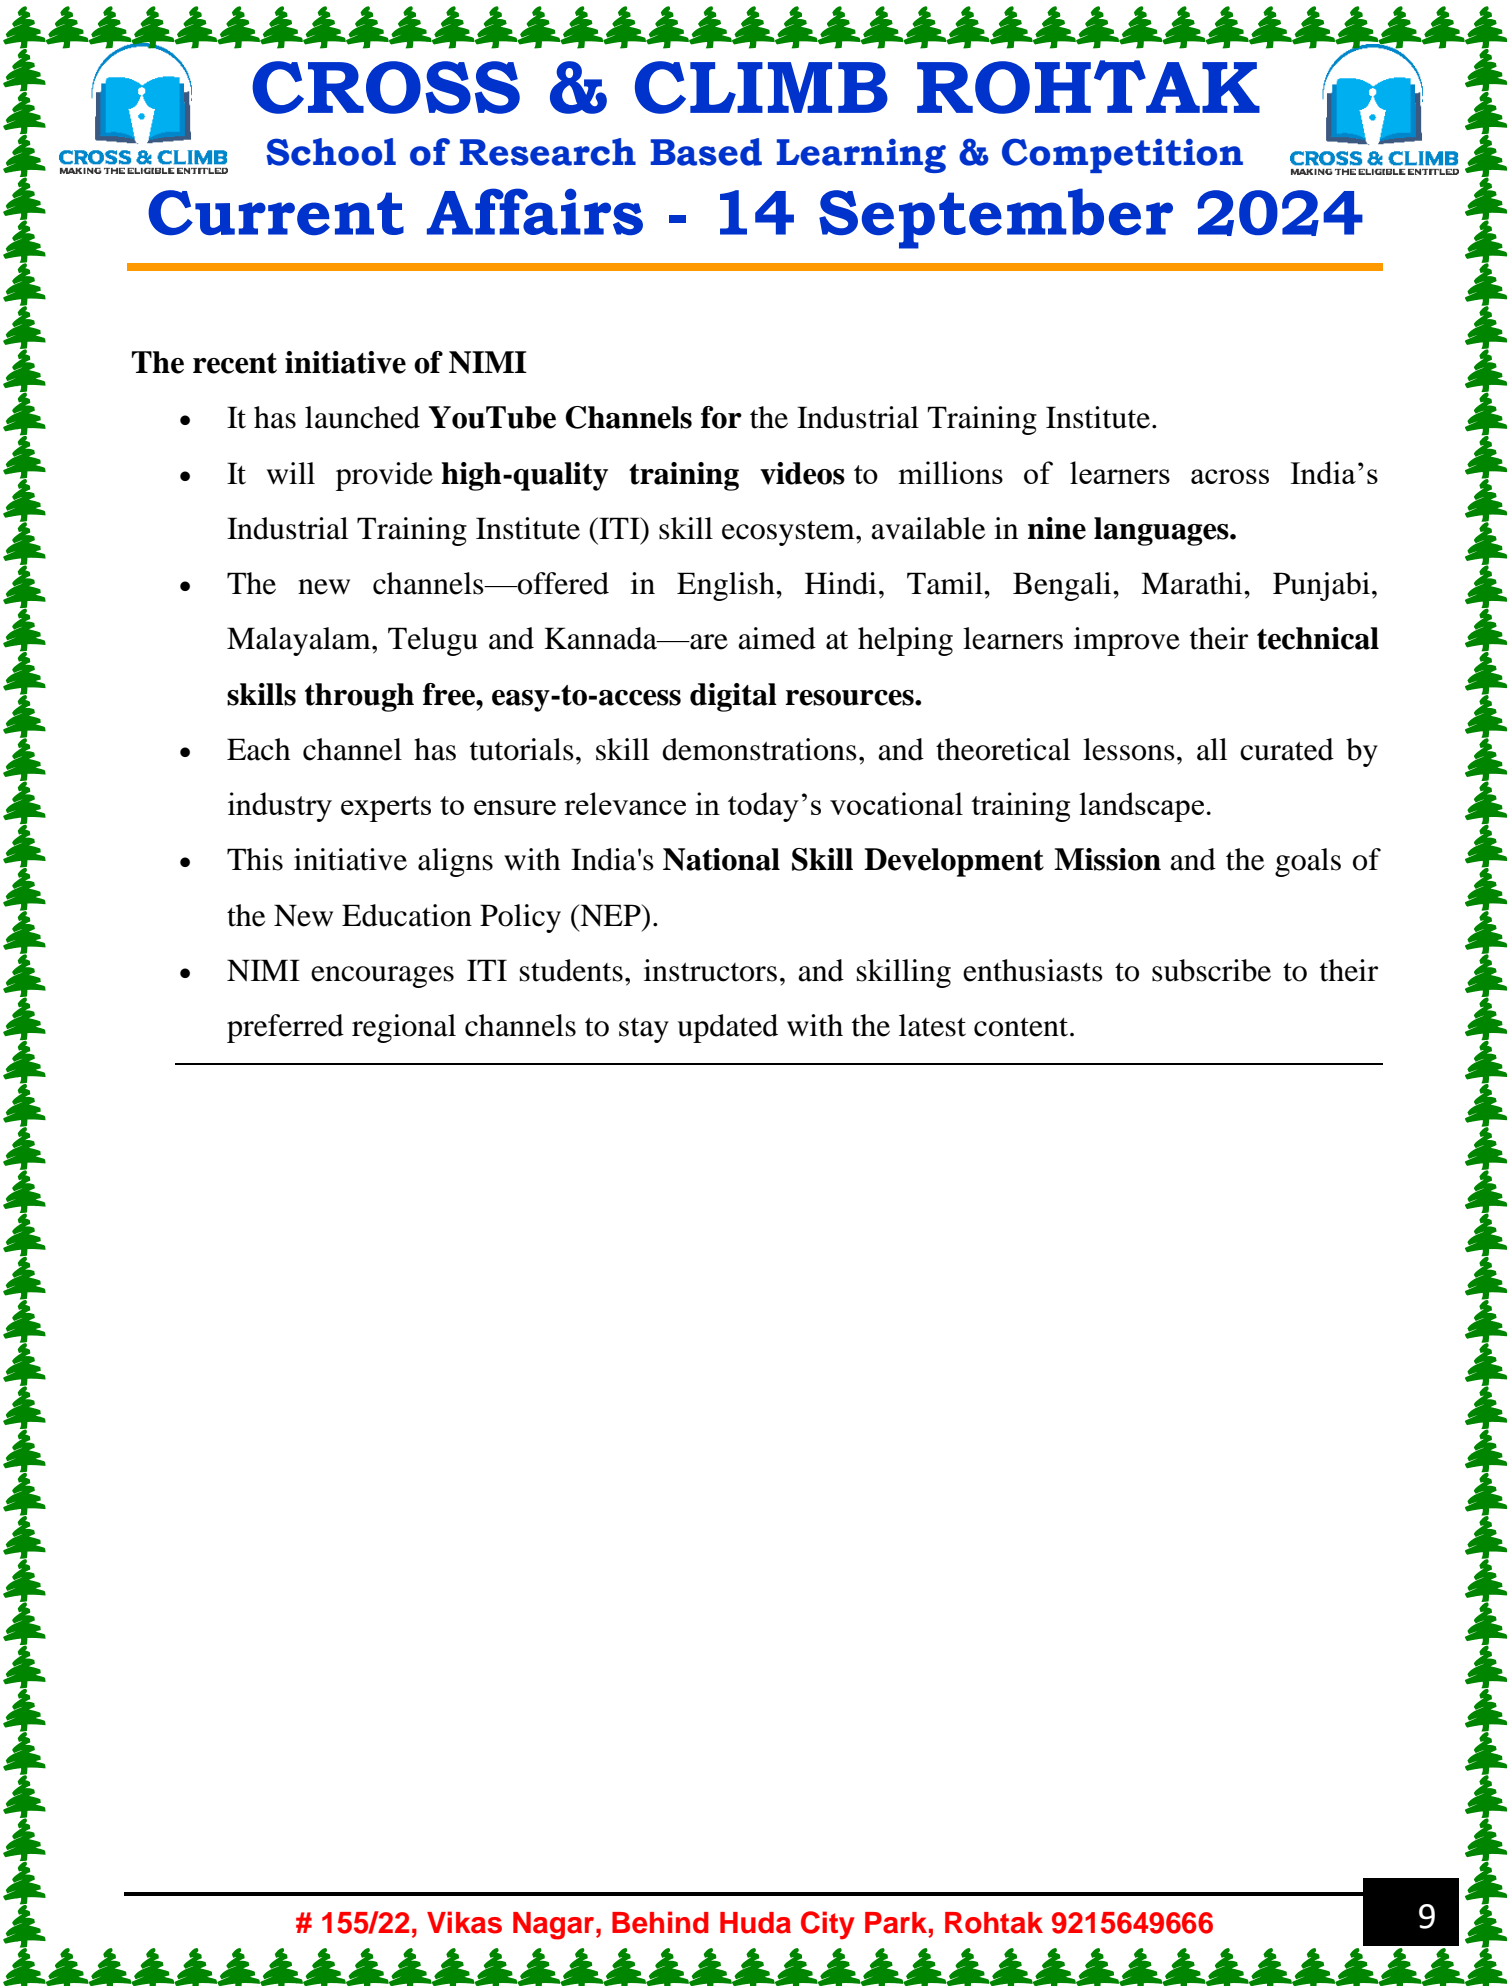 CROSS & CLIMB ROHTAK
School of Research Based Learning & Competition
CROSS & CLIMB
MAKING THE ELIGIBLE ENTITLED
CROSS & CLIMB
MAKING THE ELIGIBLE ENTITLED
Current Affairs - 14 September 2024
The recent initiative of NIMI
• It has launched YouTube Channels for the Industrial Training Institute.
• It will provide high-quality training videos to millions of learners across India’s
Industrial Training Institute (ITI) skill ecosystem, available in nine languages.
• The new channels—offered in English, Hindi, Tamil, Bengali, Marathi, Punjabi,
Malayalam, Telugu and Kannada—are aimed at helping learners improve their technical
skills through free, easy-to-access digital resources.
• Each channel has tutorials, skill demonstrations, and theoretical lessons, all curated by
industry experts to ensure relevance in today’s vocational training landscape.
• This initiative aligns with India's National Skill Development Mission and the goals of
the New Education Policy (NEP).
• NIMI encourages ITI students, instructors, and skilling enthusiasts to subscribe to their
preferred regional channels to stay updated with the latest content.
# 155/22, Vikas Nagar, Behind Huda City Park, Rohtak 9215649666
9